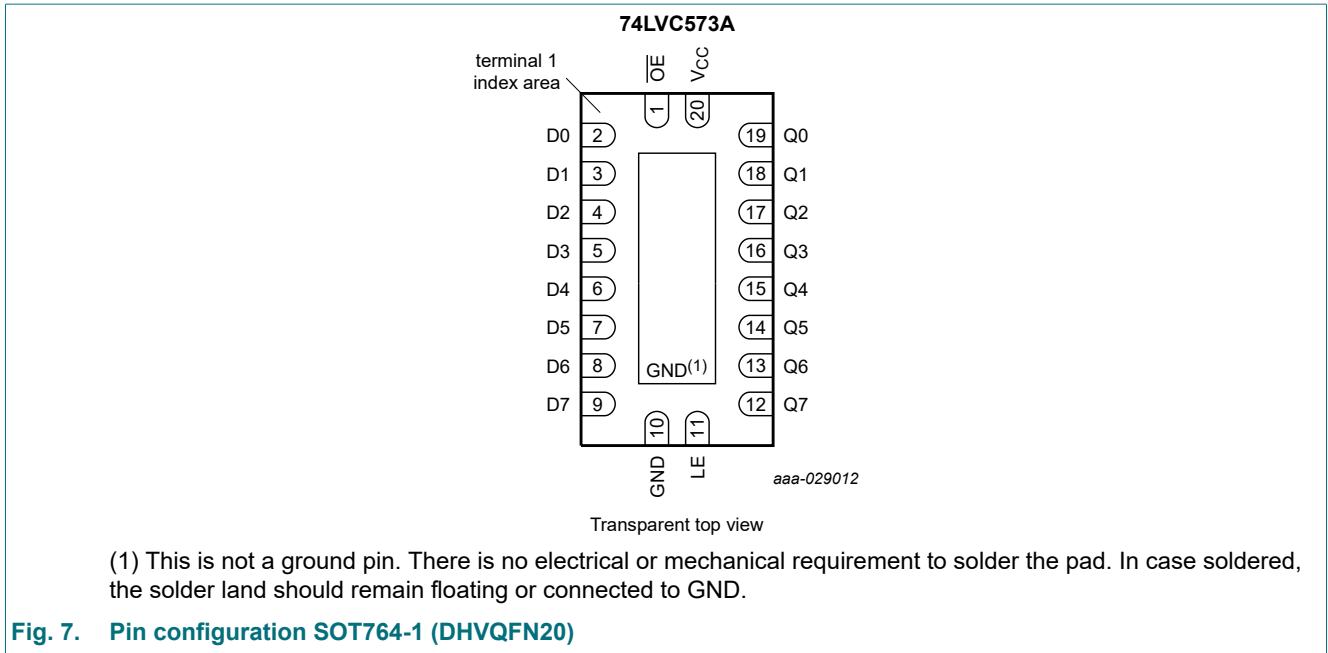 74LVC573A
terminal 1
index area
OE
VCC
1
20
D0 2
19 Q0
D1 3
18 Q1
D2 4
17 Q2
D3 5
16 Q3
D4 6
15 Q4
D5 7
14 Q5
D6 8
GND(1)
13 Q6
D7 9
12 Q7
10
11
GND
LE
aaa-029012
Transparent top view
(1) This is not a ground pin. There is no electrical or mechanical requirement to solder the pad. In case soldered,
the solder land should remain floating or connected to GND.
Fig. 7. Pin configuration SOT764-1 (DHVQFN20)